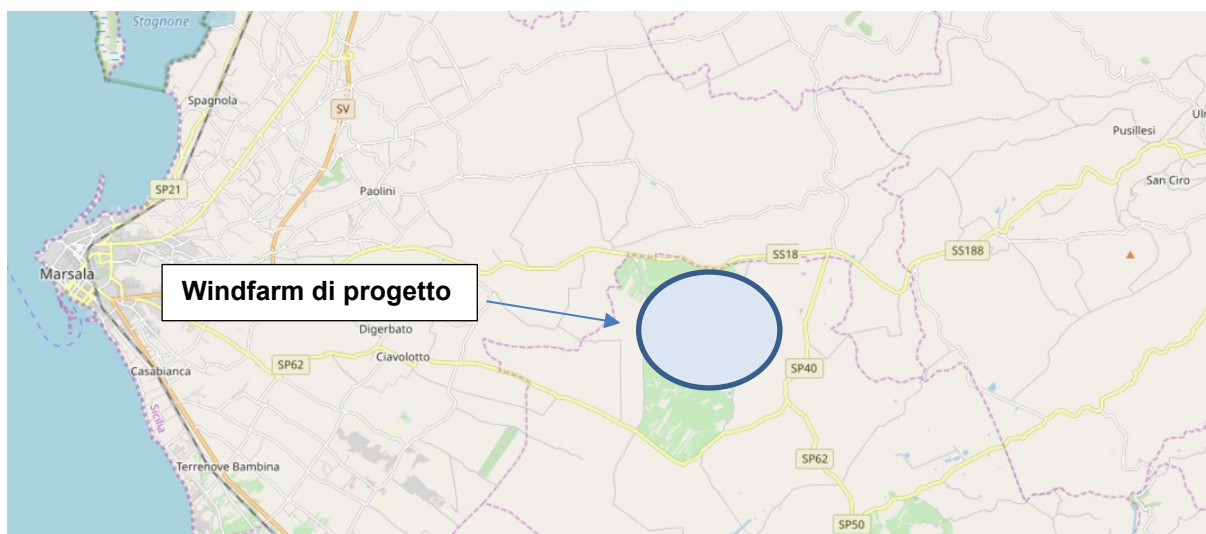 Stagnone
Spagnola
SV
Pusillesi
San Ciro
SP21
Paolini
Marsala
SS18
SS188
Windfarm di progetto
Digerbato
Ciavolotto
SP62
Casabianca
SP40
Sicilia
Terrenove Bambina
SP62
SP50